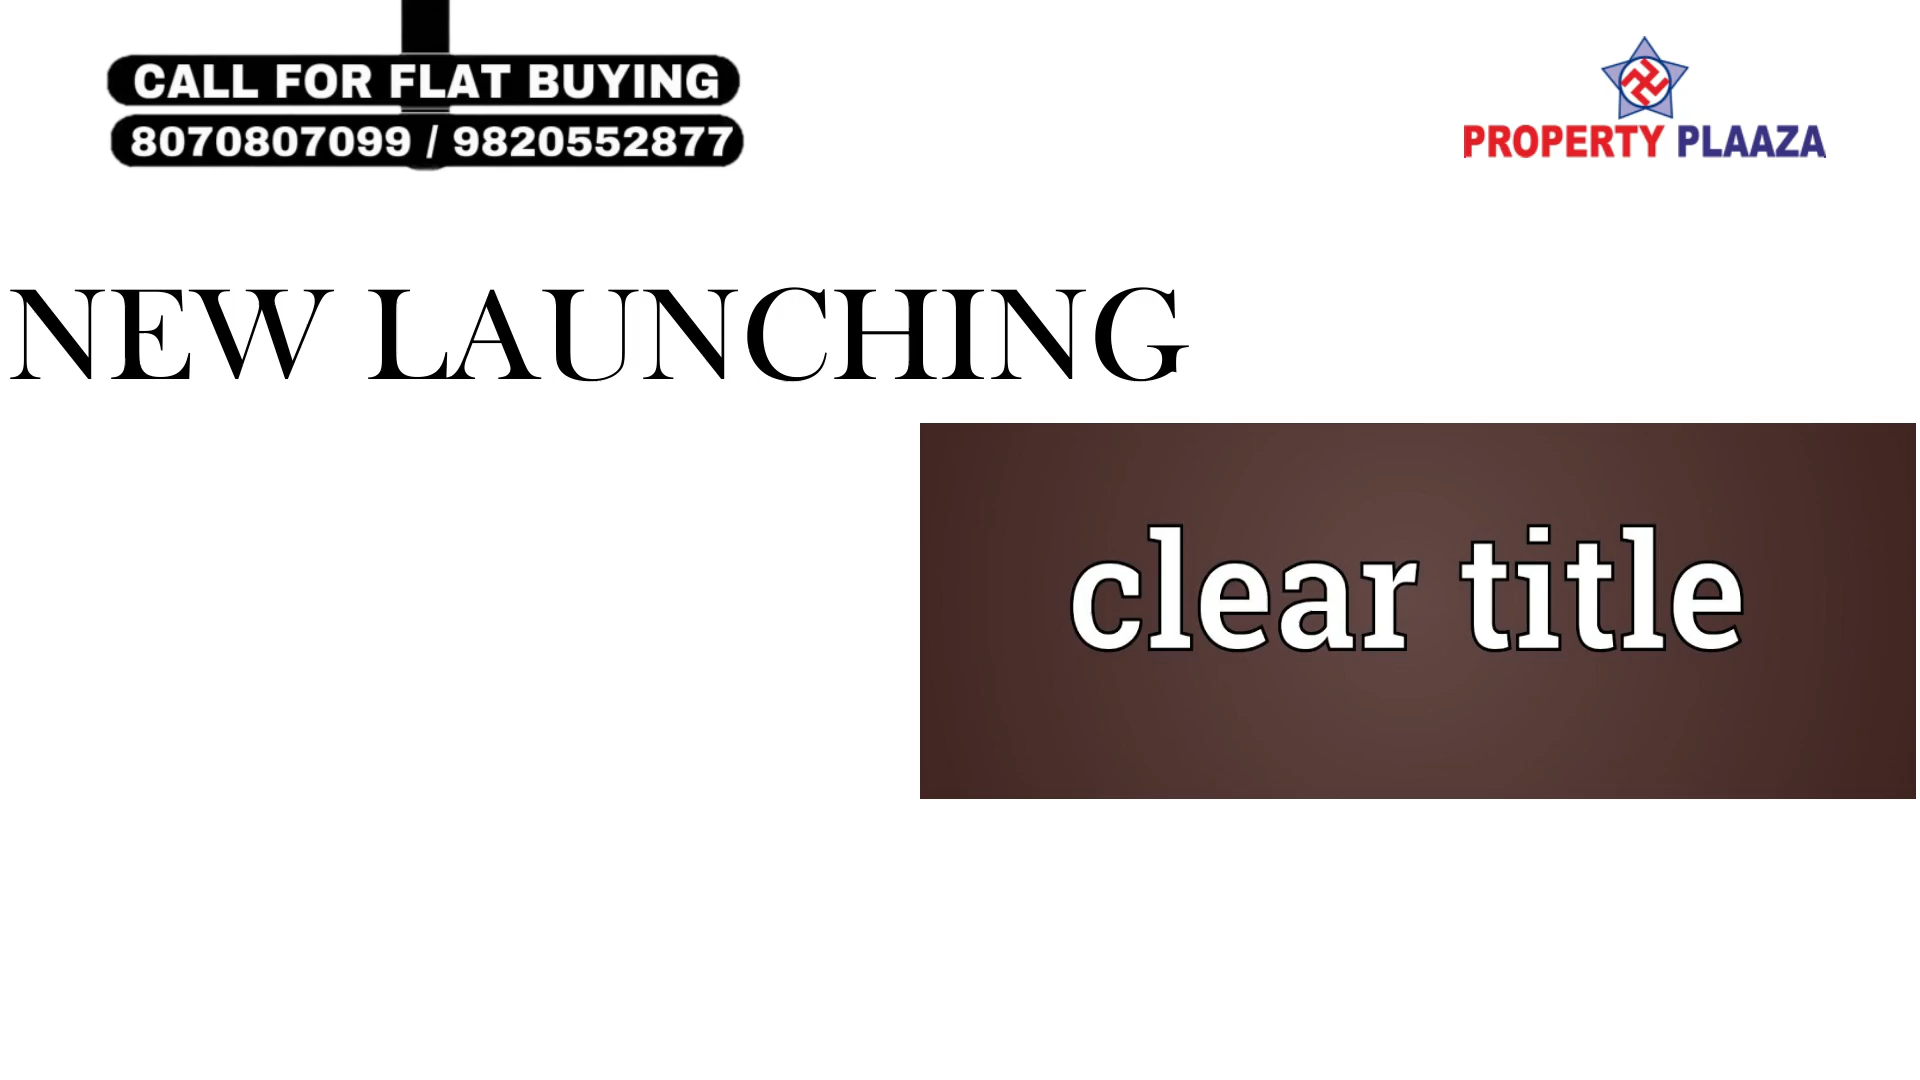 CALL FOR FLAT BUYING
8070807099 / 9820552877
PROPERTY PLAAZA
NEW LAUNCHING
clear title